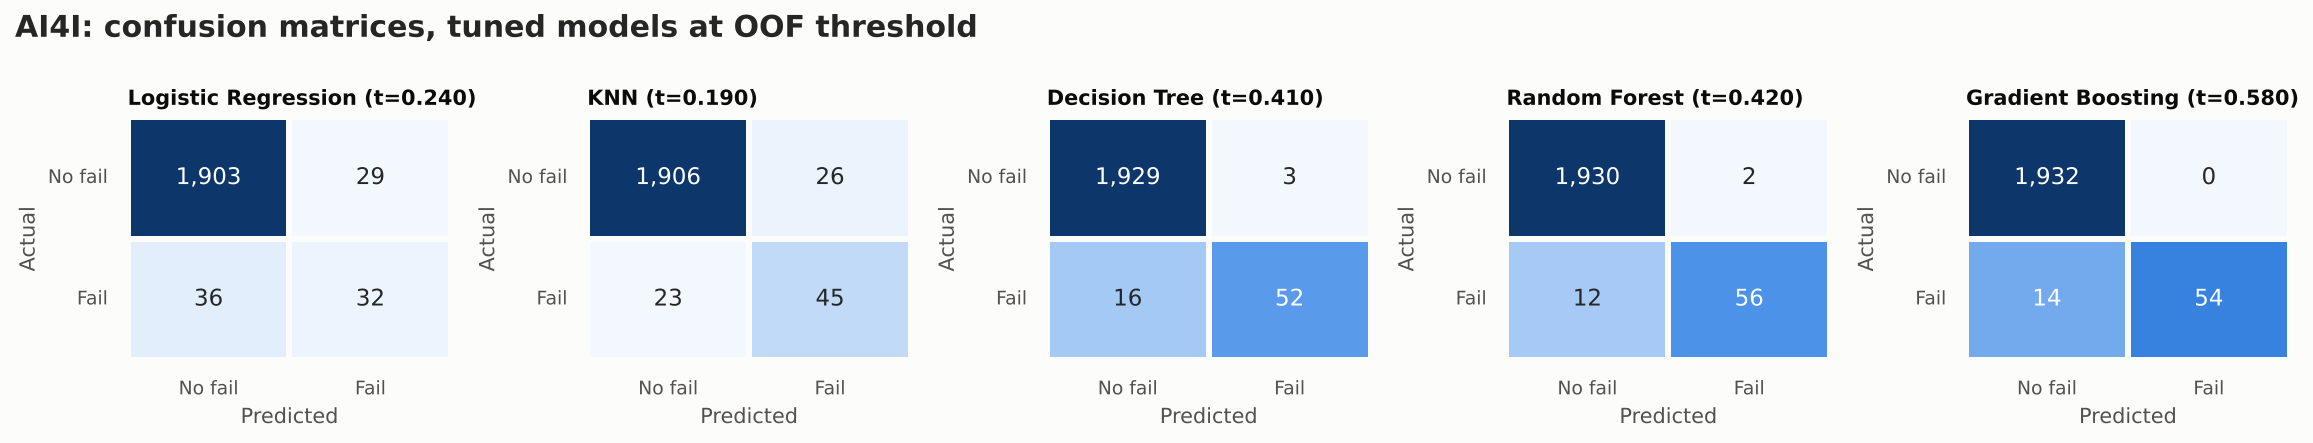 AI4I: confusion matrices, tuned models at OOF threshold
Logistic Regression (t=0.240)
Actual
No fail
1,903
29
Fail
36
32
No fail
Fail
Predicted
KNN (t=0.190)
Actual
No fail
1,906
26
Fail
23
45
No fail
Fail
Predicted
Decision Tree (t=0.410)
Actual
No fail
1,929
3
Fail
16
52
No fail
Fail
Predicted
Random Forest (t=0.420)
Actual
No fail
1,930
2
Fail
12
56
No fail
Fail
Predicted
Gradient Boosting (t=0.580)
Actual
No fail
1,932
0
Fail
14
54
No fail
Fail
Predicted